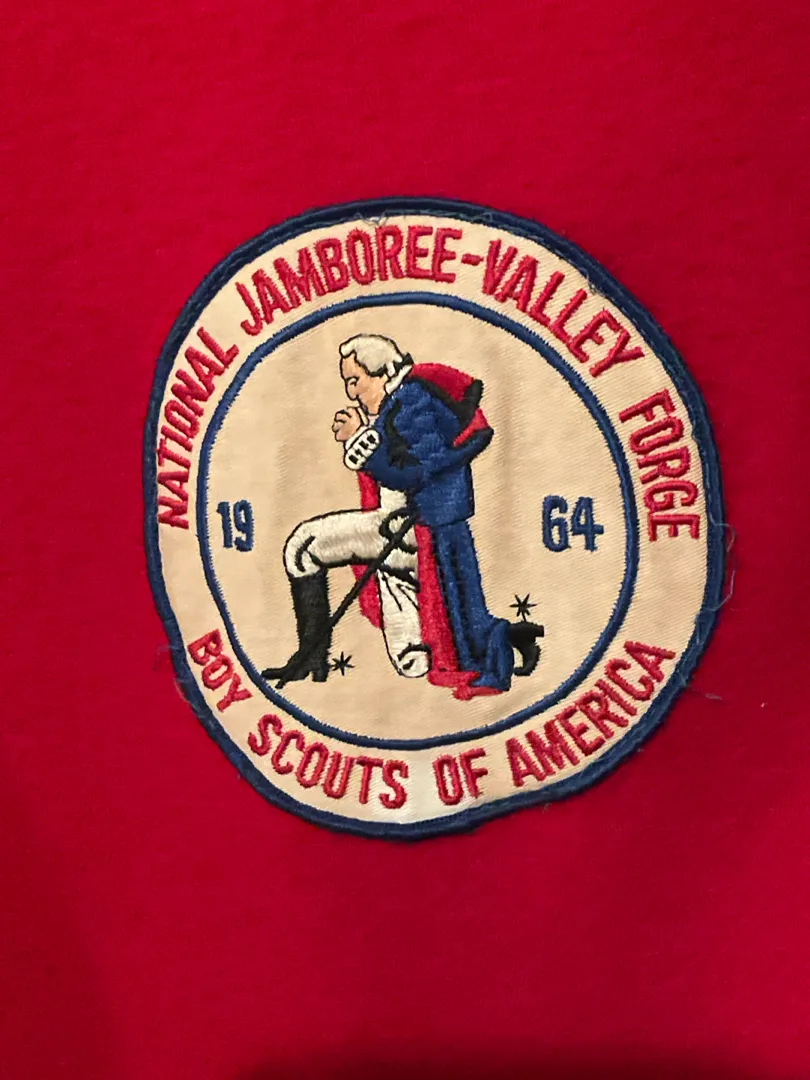 NATIONAL JAMBOREE-VALLEY FORGE
19 64
BOY SCOUTS OF AMERICA